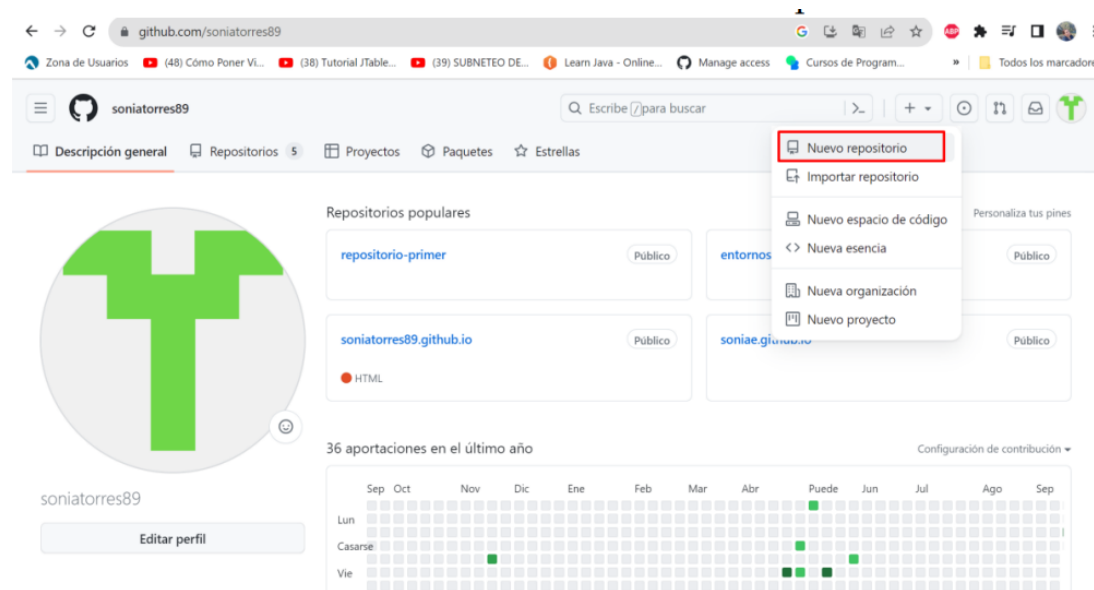 github.com/soniatorres89
Zona de Usuarios (48) Cómo Poner Vi... (38) Tutorial JTable... (39) SUBNETEO DE... Learn Java - Online... Manage access Cursos de Program... » Todos los marcadore
soniatorres89 Escribe / para buscar
Descripción general Repositorios 5 Proyectos Paquetes Estrellas
Nuevo repositorio
Importar repositorio
Nuevo espacio de código
Nueva esencia
Nueva organización
Nuevo proyecto
Repositorios populares Personaliza tus pines
repositorio-primer Público entornos Público
soniatorres89.github.io Público Público
HTML
36 aportaciones en el último año Configuración de contribución
Sep Oct Nov Dic Ene Feb Mar Abr Puede Jun Jul Ago Sep
Lun
Casarse
Vie
soniatorres89
Editar perfil